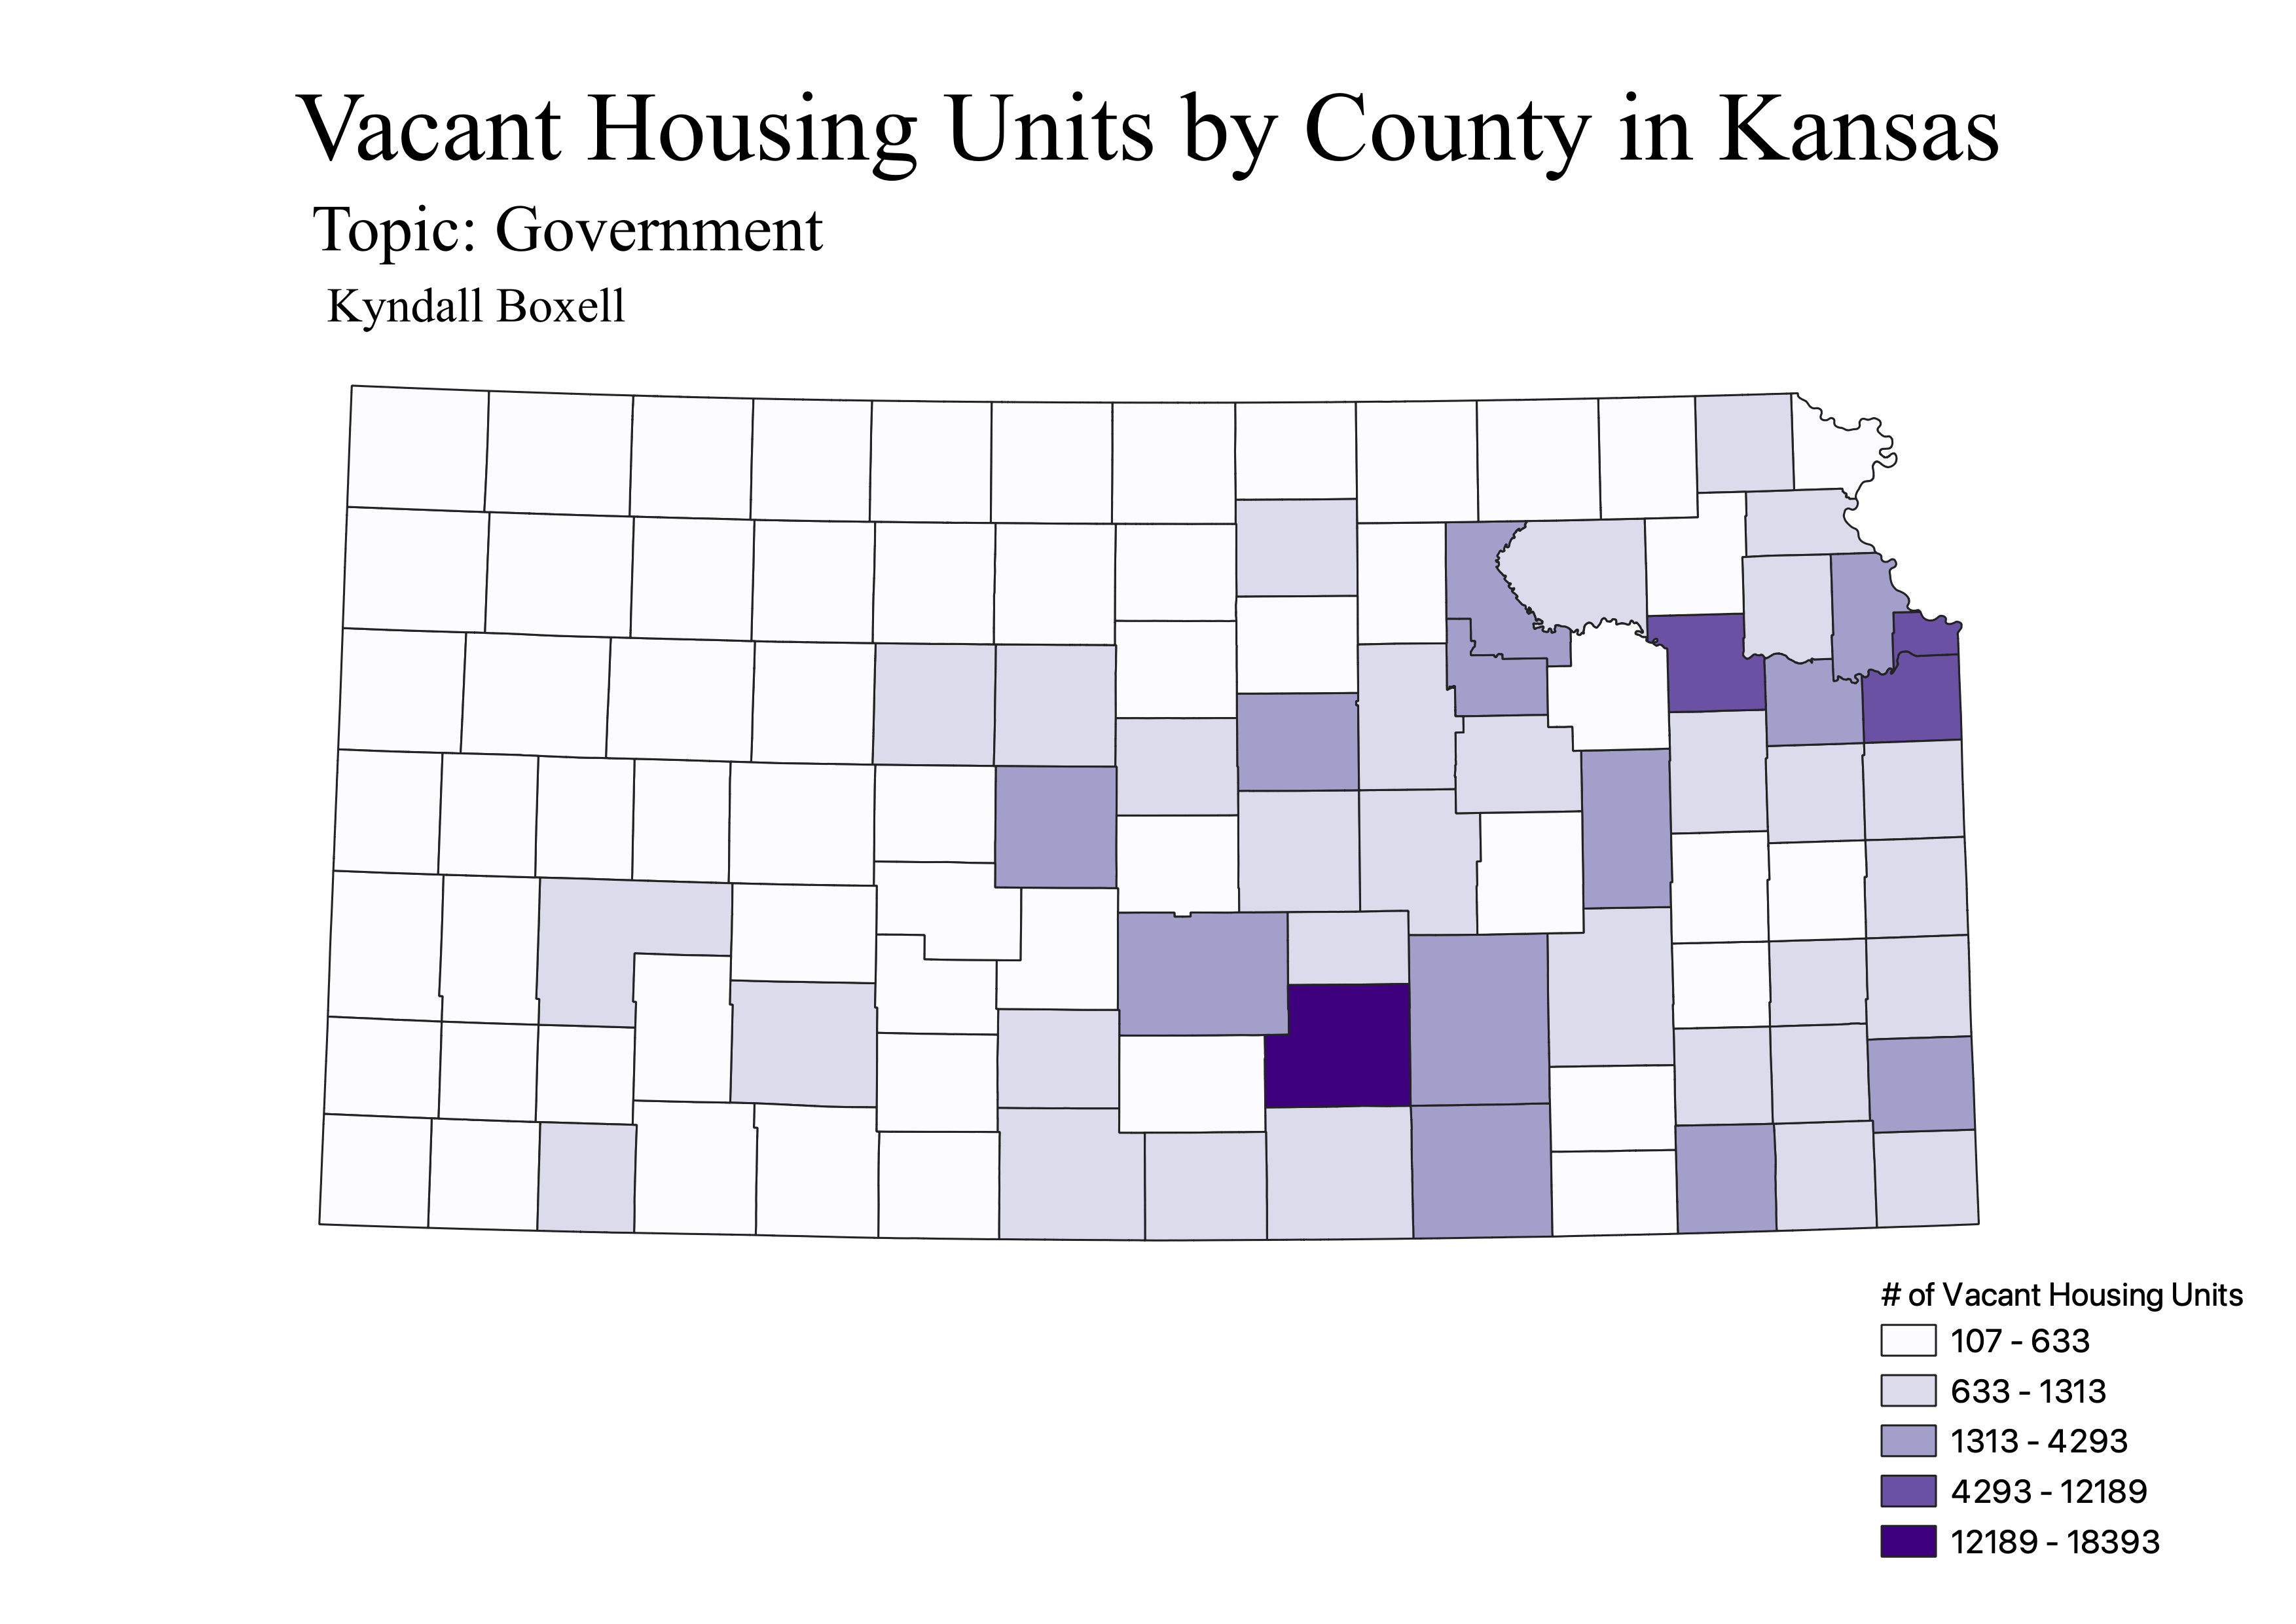 Vacant Housing Units by County in Kansas
Topic: Government
Kyndall Boxell
# of Vacant Housing Units
107 - 633
633 - 1313
1313 - 4293
4293 - 12189
12189 - 18393